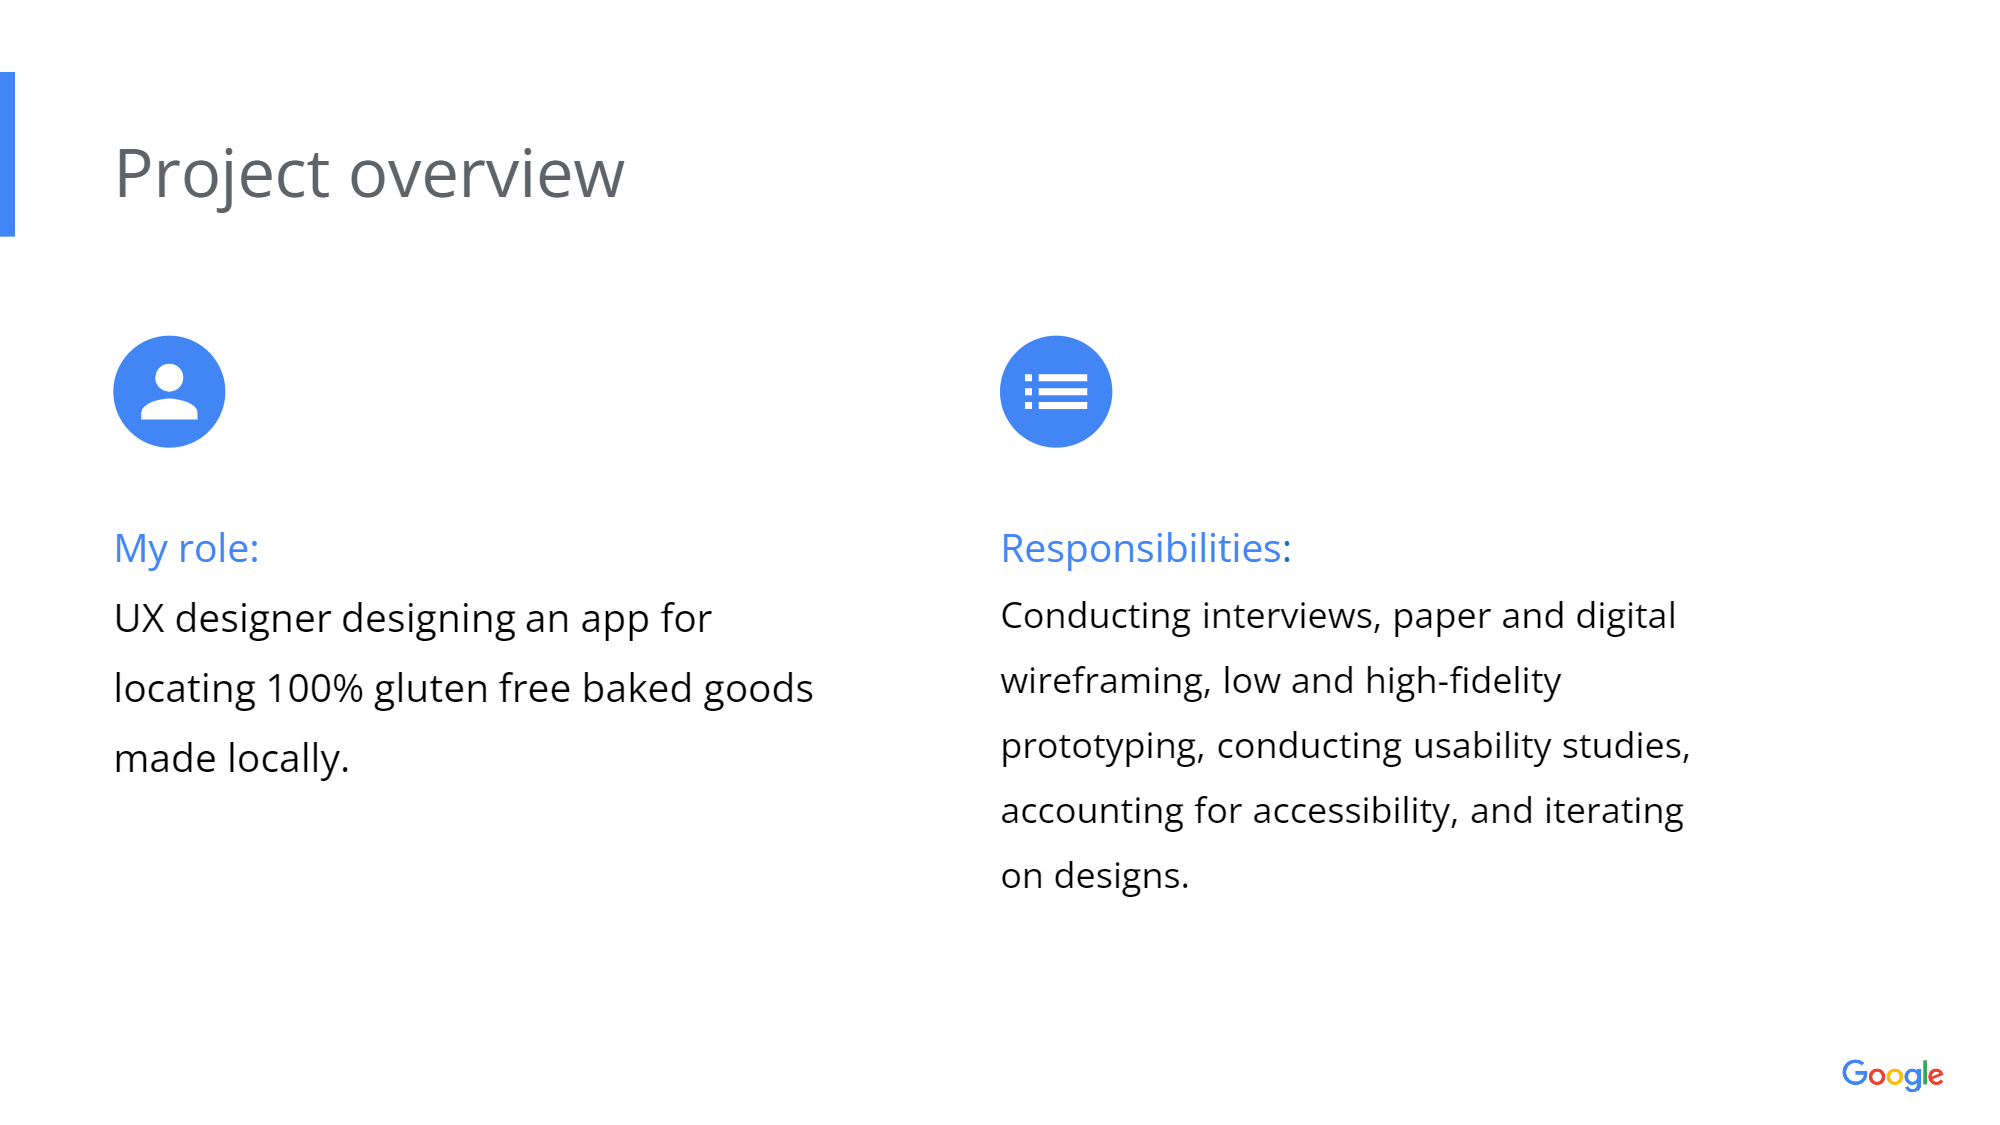 Project overview
My role:
UX designer designing an app for
locating 100% gluten free baked goods
made locally.
Responsibilities:
Conducting interviews, paper and digital
wireframing, low and high-fidelity
prototyping, conducting usability studies,
accounting for accessibility, and iterating
on designs.
Google